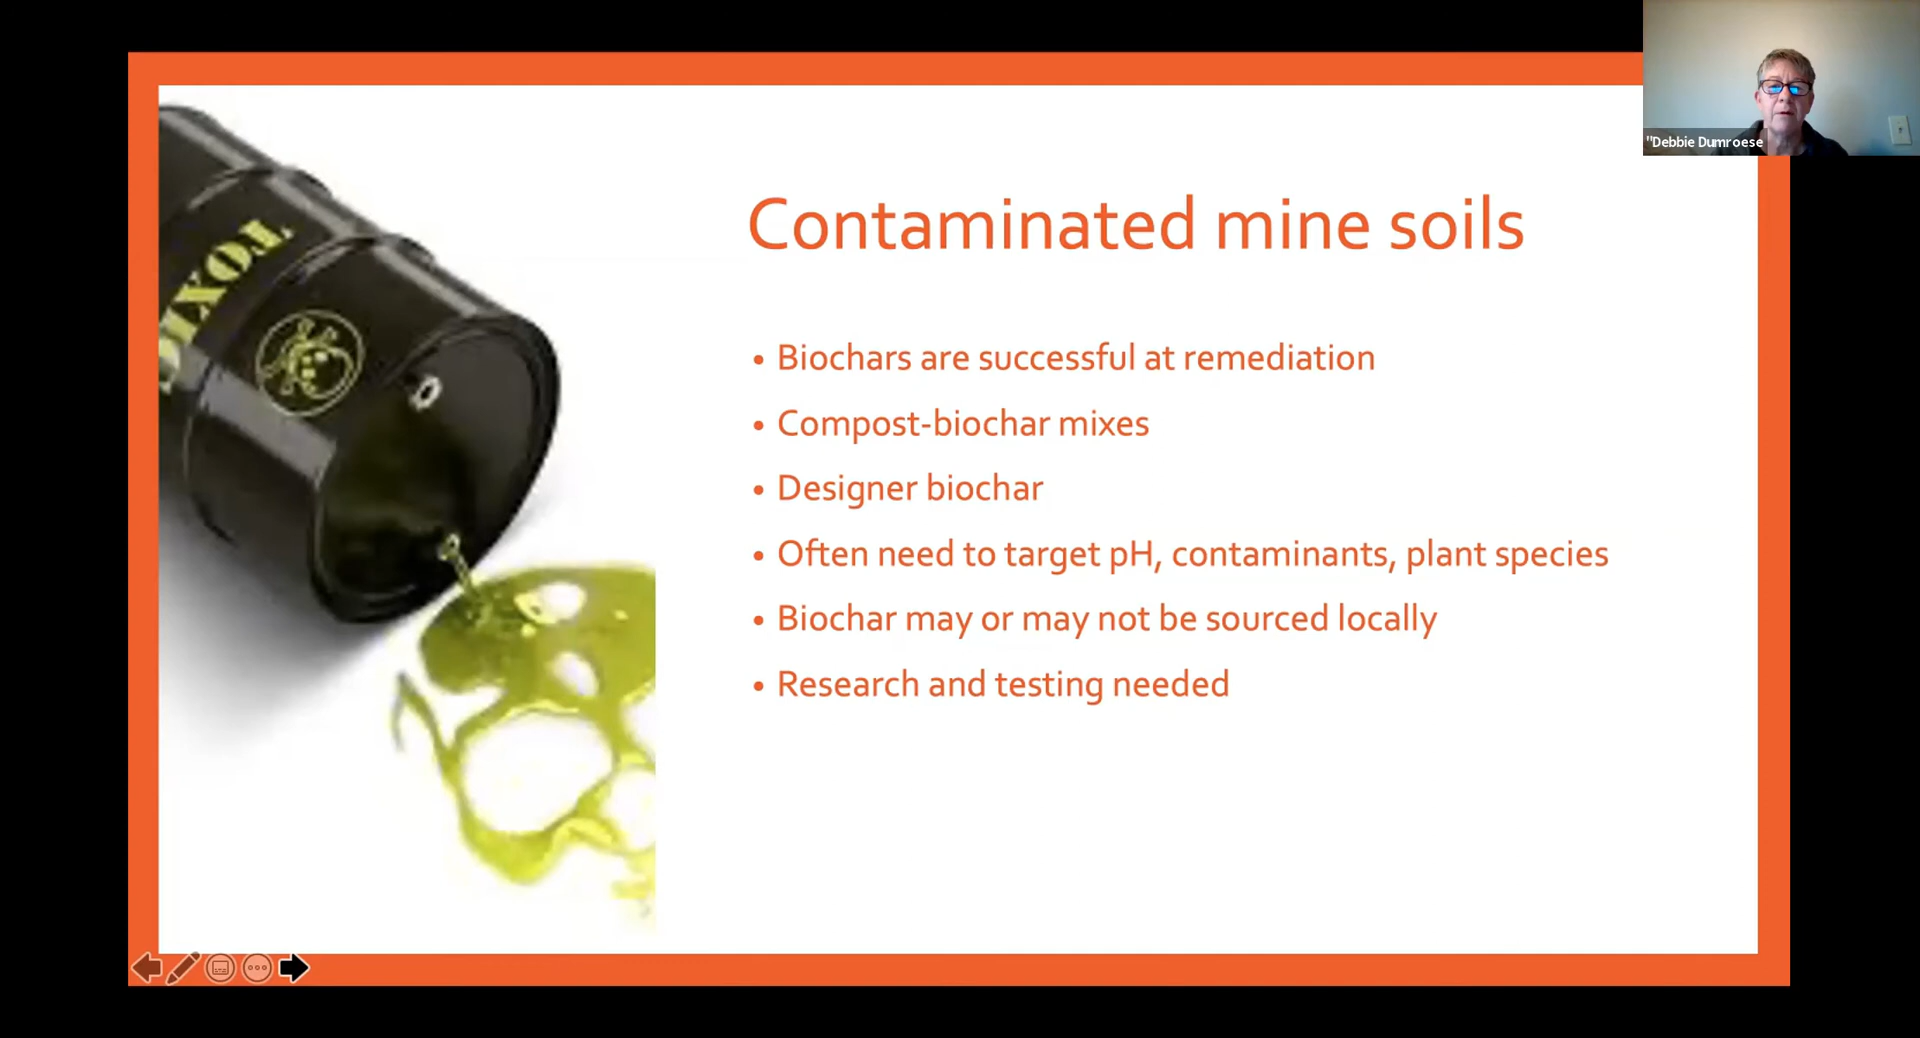 "Debbie Dumroese
TOXIC
Contaminated mine soils
• Biochars are successful at remediation
• Compost-biochar mixes
• Designer biochar
• Often need to target pH, contaminants, plant species
• Biochar may or may not be sourced locally
• Research and testing needed